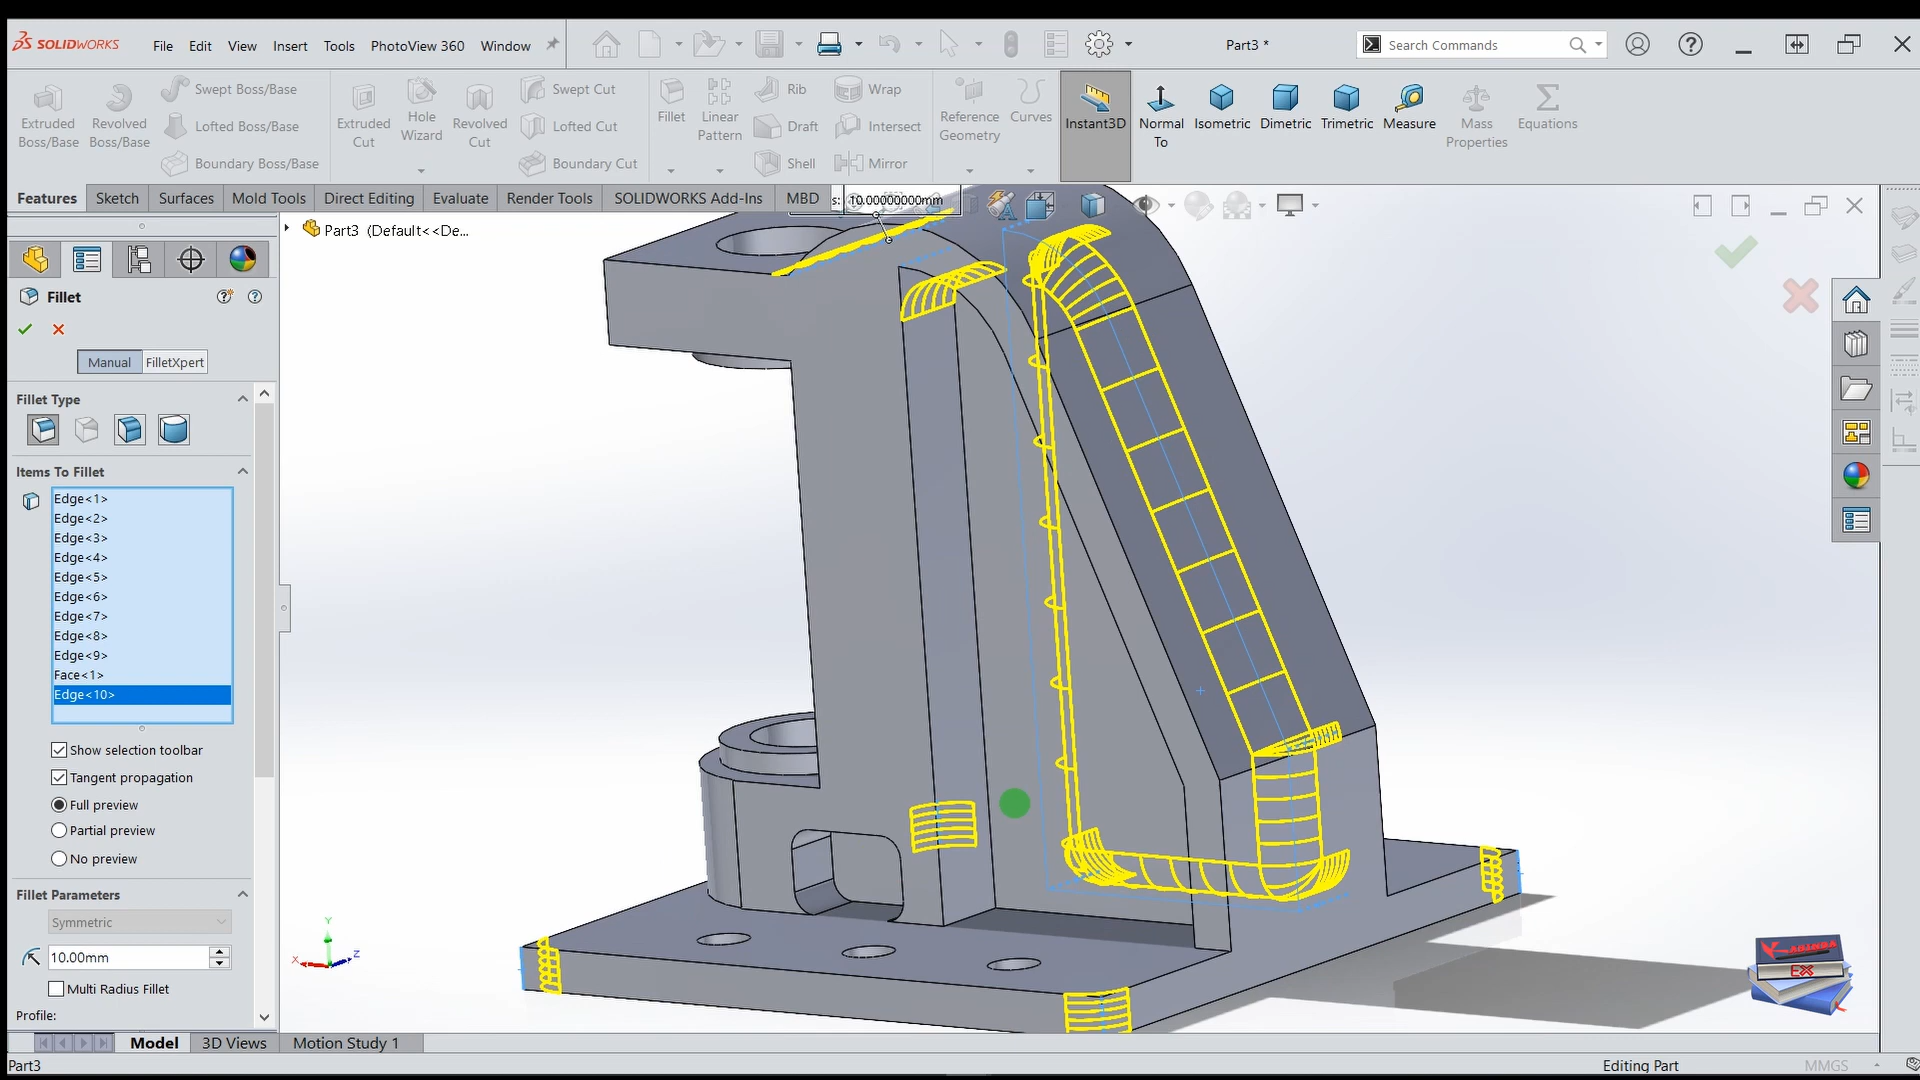 SOLIDWORKS File Edit View Insert Tools PhotoView 360 Window Part3 * Search Commands
Extruded Boss/Base Revolved Boss/Base Swept Boss/Base Lofted Boss/Base Boundary Boss/Base
Extruded Cut Hole Wizard Revolved Cut Swept Cut Lofted Cut Boundary Cut
Fillet Linear Pattern Rib Draft Shell Wrap Intersect Mirror
Reference Geometry Curves Instant3D Normal To Isometric Dimetric Trimetric Measure Mass Properties Equations
Features Sketch Surfaces Mold Tools Direct Editing Evaluate Render Tools SOLIDWORKS Add-Ins MBD
s: 10.00000000mm
Part3 (Default<<De...
Fillet
Manual FilletXpert
Fillet Type
Items To Fillet
Edge<1>
Edge<2>
Edge<3>
Edge<4>
Edge<5>
Edge<6>
Edge<7>
Edge<8>
Edge<9>
Face<1>
Edge<10>
Show selection toolbar
Tangent propagation
Full preview
Partial preview
No preview
Fillet Parameters
Symmetric
10.00mm
Multi Radius Fillet
Profile:
Y
X
Z
EX
Model 3D Views Motion Study 1
Part3 Editing Part MMGS